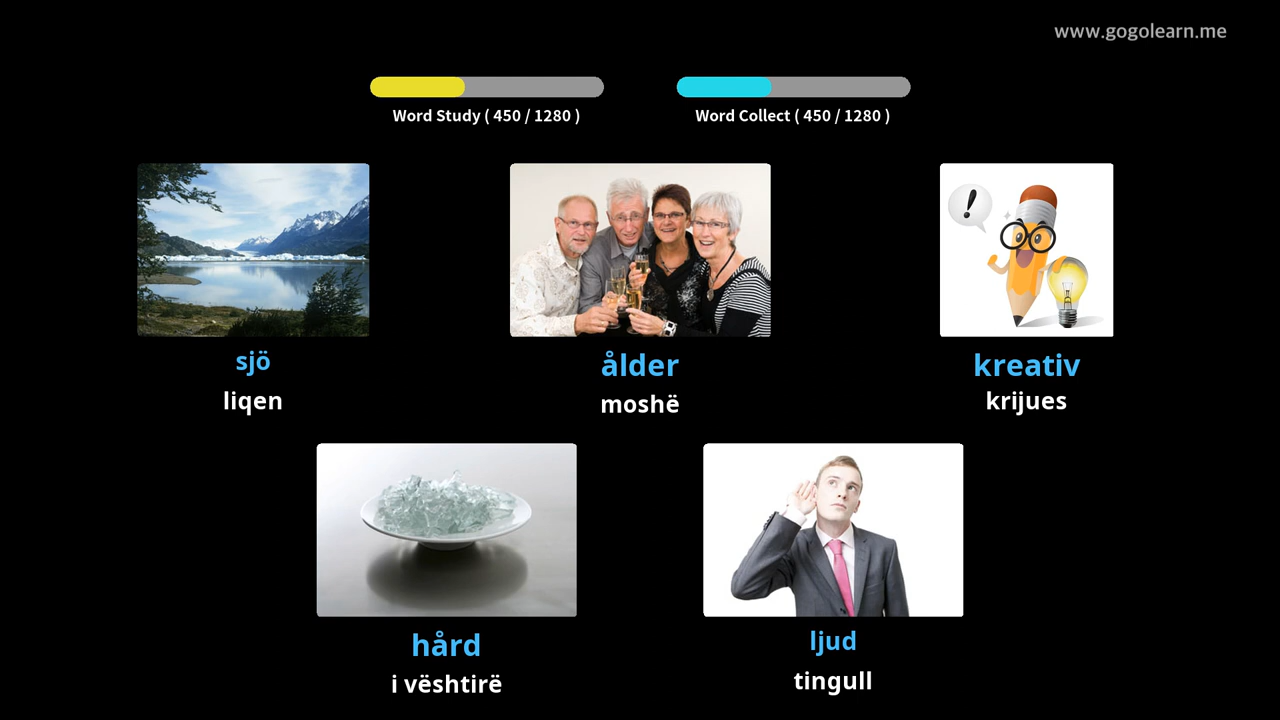 www.gogolearn.me
Word Study ( 450 / 1280 )
Word Collect ( 450 / 1280 )
sjö
liqen
ålder
moshë
!
kreativ
krijues
hård
i vështirë
ljud
tingull